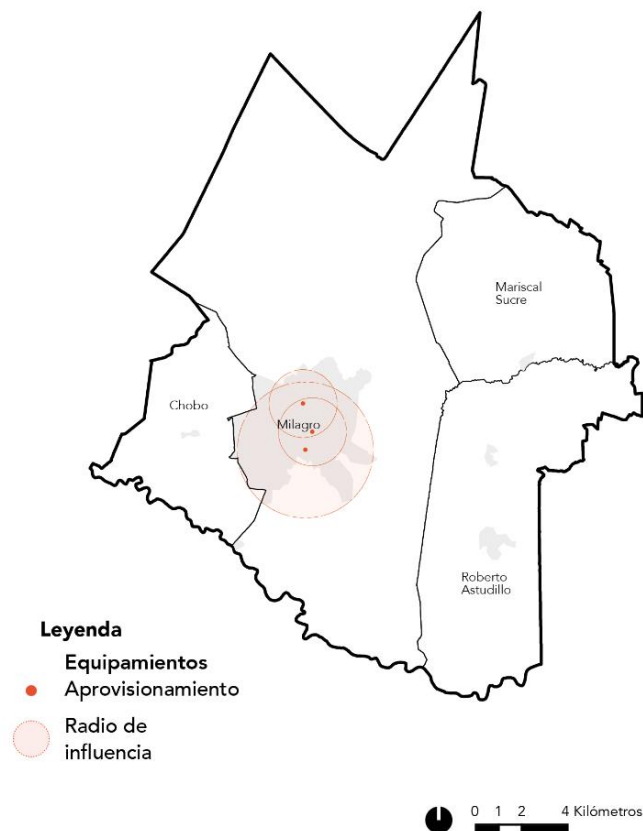 Mariscal
Sucre
Chobo
Milagro
Roberto
Astudillo
Leyenda
Equipamientos
Aprovisionamiento
Radio de
influencia
0 1 2 4 Kilómetros